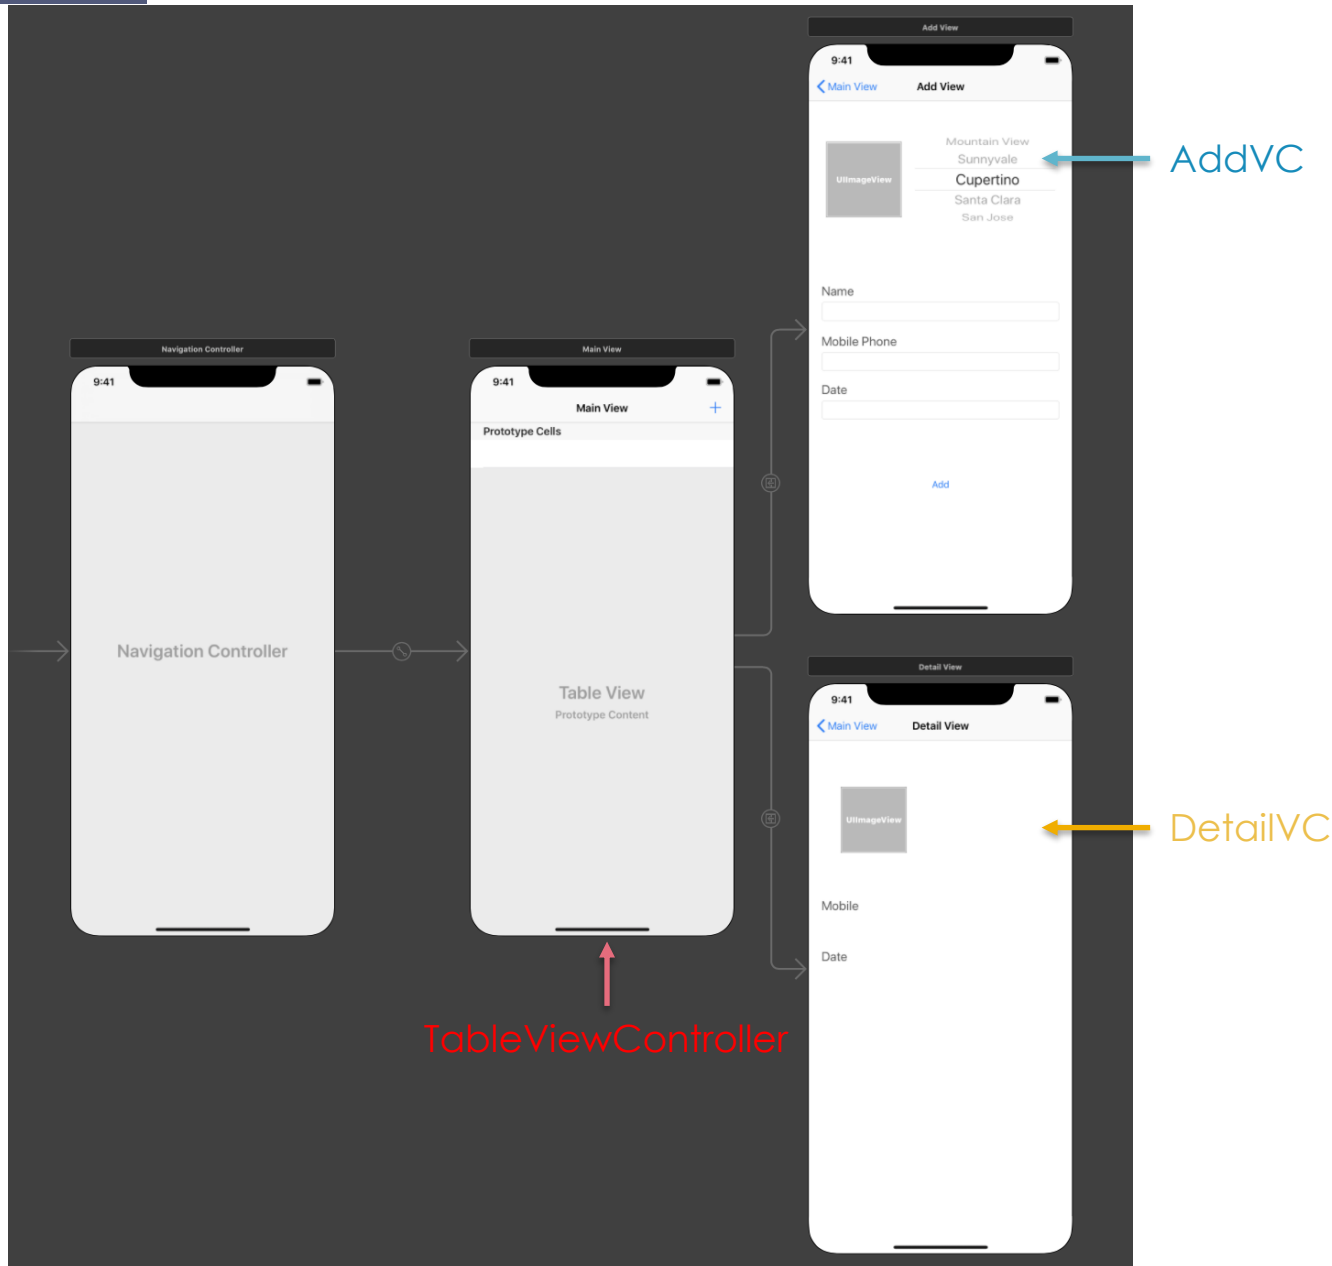 Add View
9:41
Main View
Add View
UIImageView
Mountain View
Sunnyvale
Cupertino
Santa Clara
San Jose
AddVC
Name
Mobile Phone
Date
Add
Navigation Controller
9:41
Navigation Controller
Main View
9:41
Main View
+
Prototype Cells
Table View
Prototype Content
TableViewController
Detail View
9:41
Main View
Detail View
UIImageView
DetailVC
Mobile
Date